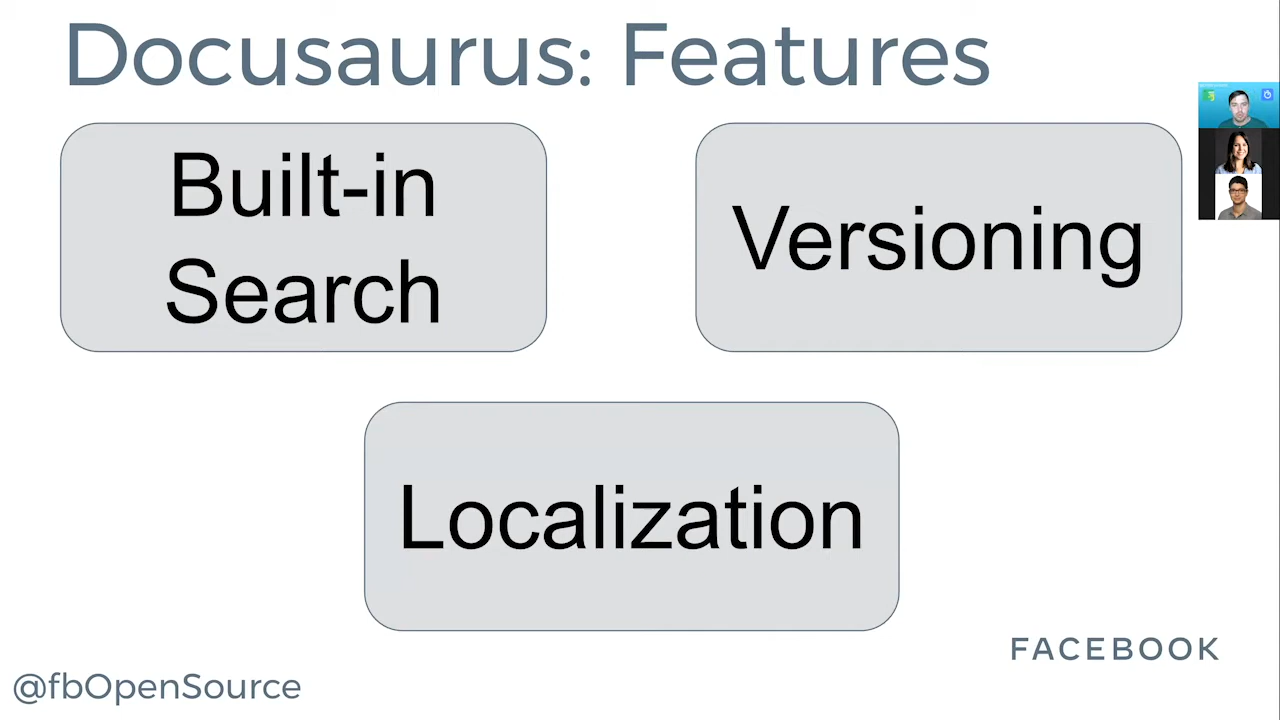 Docusaurus: Features
Built-in
Search
Versioning
Localization
FACEBOOK
@fbOpenSource